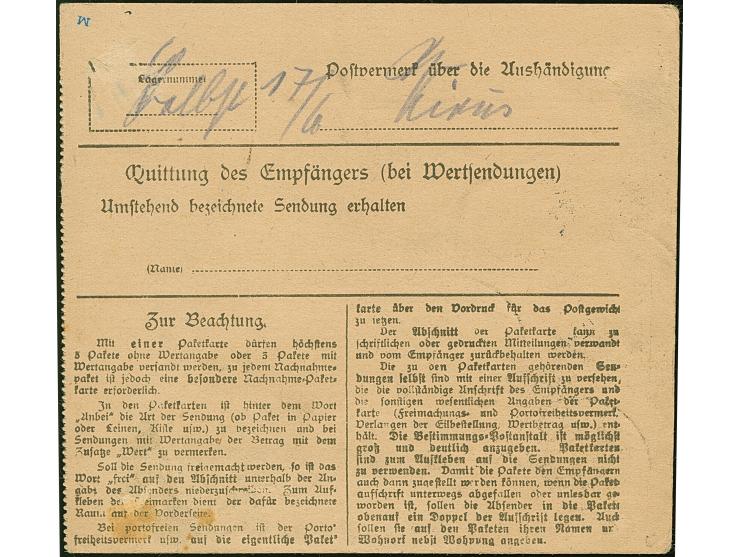 M
Lagernummer
Postvermerk über die Aushändigung
17/6
Quittung des Empfängers (bei Wertsendungen)
Umstehend bezeichnete Sendung erhalten
(Name)
Zur Beachtung.
Mit einer Paketkarte dürfen höchstens
5 Pakete ohne Wertangabe oder 3 Pakete mit
Wertangabe versandt werden, zu jedem Nachnahme-
paket ist jedoch eine besondere Nachnahme-Paket-
karte erforderlich.
In den Paketkarten ist hinter dem Wort
„Anbei“ die Art der Sendung (ob Paket in Papier
oder Leinen, Kiste usw.) zu bezeichnen und bei
Sendungen mit Wertangabe der Betrag mit dem
Zusatze „Wert“ zu vermerken.
Soll die Sendung freigemacht werden, so ist das
Wort „frei“ auf den Abschnitt unterhalb der An-
gabe des Absenders niederzuschreiben. Zum Auf-
kleben der Freimarken dient der dafür bezeichnete
Raum auf der Vorderseite.
Bei portofreien Sendungen ist der Porto-
freiheitsvermerk usw. auf die eigentliche Paket-
karte über den Vordruck für das Postgewicht
zu setzen.
Der Abschnitt der Paketkarte kann zu
schriftlichen oder gedruckten Mitteilungen verwandt
und vom Empfänger zurückbehalten werden.
Die zu den Paketkarten gehörenden Sen-
dungen selbst sind mit einer Aufschrift zu versehen,
die die vollständige Anschrift des Empfängers und
die sonstigen wesentlichen Angaben der Paket-
karte (Freimachungs- und Portofreiheitsvermerk,
Verlangen der Eilbestellung, Wertbetrag usw.) ent-
hält. Die Bestimmungs-Postanstalt ist möglichst
groß und deutlich anzugeben. Paketkarten
sind zum Aufkleben auf die Sendungen nicht
zu verwenden. Damit die Pakete den Empfängern
auch dann zugestellt werden können, wenn die Paket-
aufschrift unterwegs abgefallen oder unlesbar ge-
worden ist, sollen die Absender in die Pakete
obenauf ein Doppel der Aufschrift legen. Auch
sollen sie auf den Paketen ihren Namen u
Wohnort nebst Wohnung angeben.